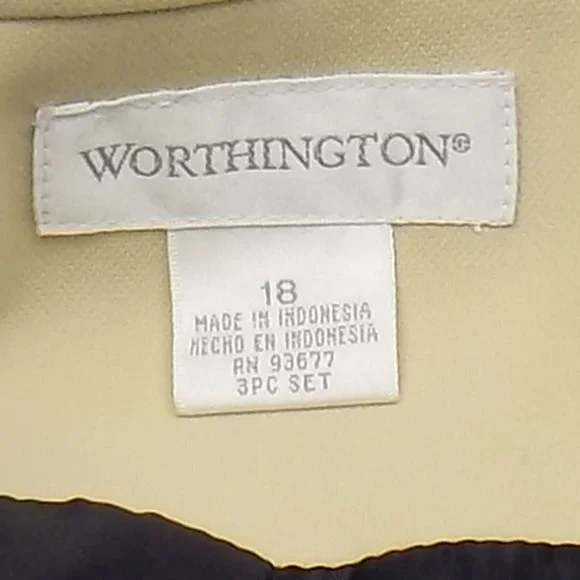 WORTHINGTON®
18
MADE IN INDONESIA
HECHO EN INDONESIA
RN 93677
3PC SET